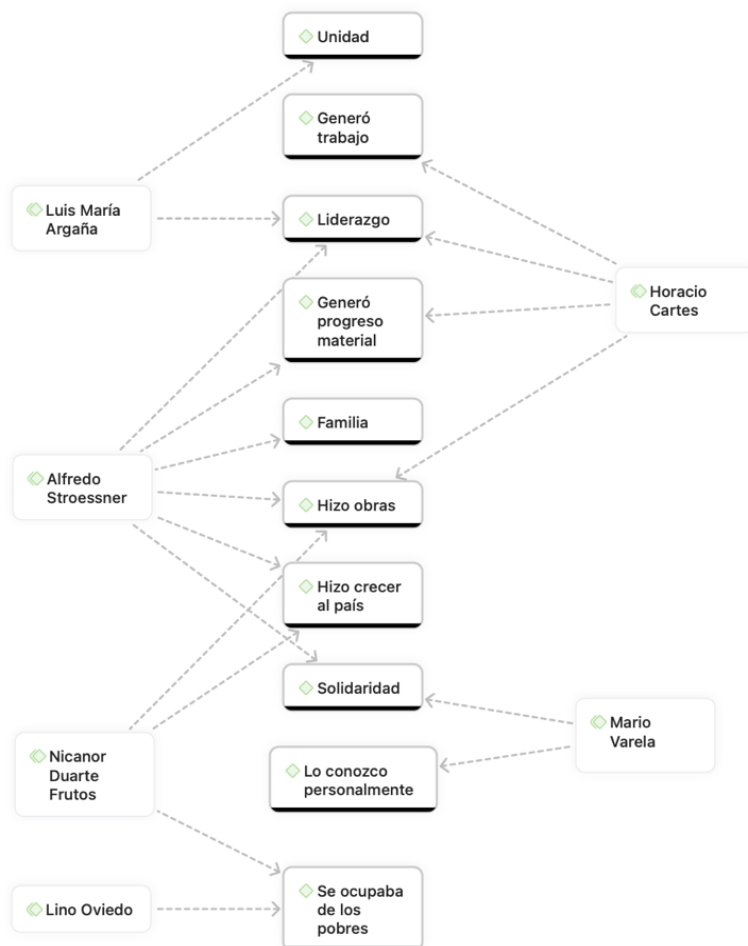 Unidad
Generó
trabajo
Luis María
Argaña
Liderazgo
Generó
progreso
material
Horacio
Cartes
Familia
Alfredo
Stroessner
Hizo obras
Hizo crecer
al país
Solidaridad
Mario
Varela
Nicanor
Duarte
Frutos
Lo conozco
personalmente
Lino Oviedo
Se ocupaba
de los
pobres